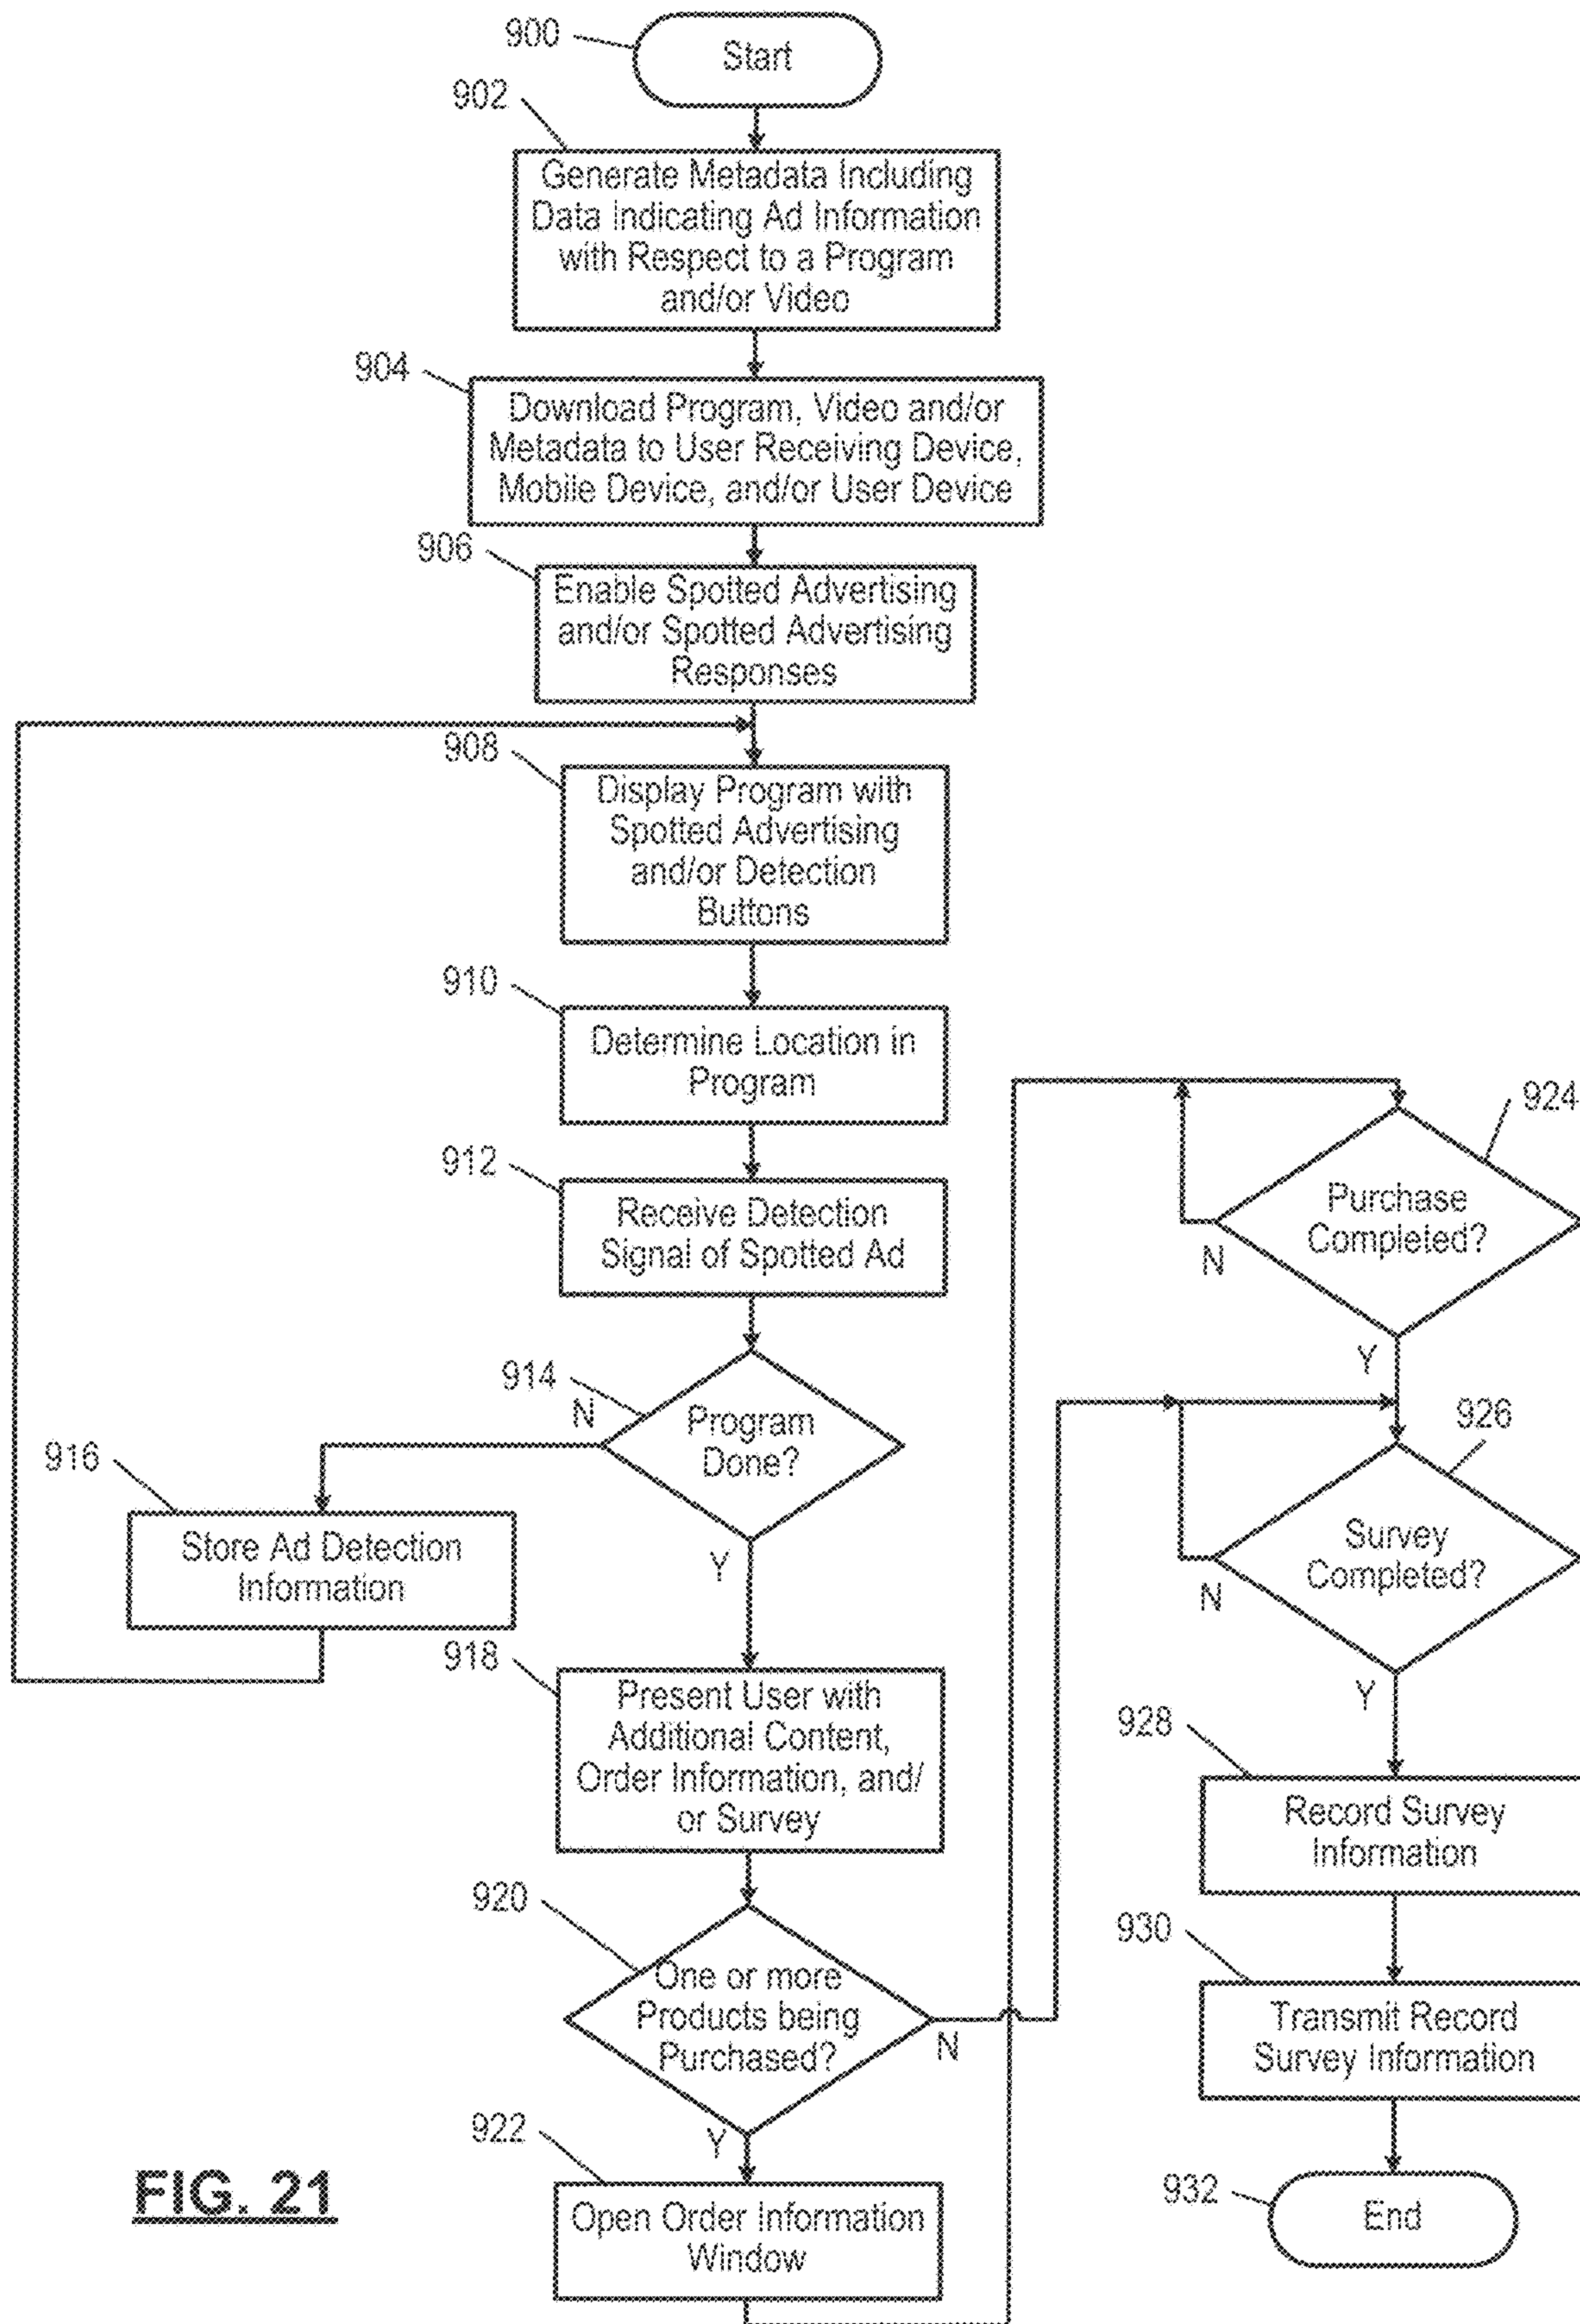 900
Start
902
Generate Metadata Including
Data Indicating Ad Information
with Respect to a Program
and/or Video
904
Download Program, Video and/or
Metadada to User Receiving Device,
Mobile Device, and/or User Device
906
Enable Spotted Advertising
and/or Spotted Advertising
Responses
908
Display Program with
Spotted Advertising
and/or Detection
Buttons
910
Determine Location in
Program
912
Receive Detection
Signal of Spotted Ad
914
N
Program
Done?
Y
916
Store Ad Detection
Information
918
Present User with
Additional Content,
Order Information, and/
or Survey
920
One or more
Products being
Purchased?
N
Y
922
Open Order Information
Window
924
Purchase
Completed?
N
Y
926
Survey
Completed?
N
Y
928
Record Survey
Information
930
Transmit Record
Survey Information
932
End
FIG. 21